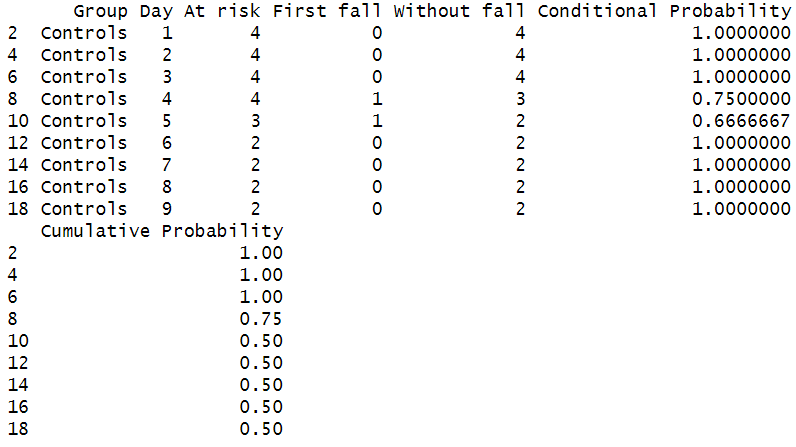 Group Day At risk First fall Without fall Conditional Probability
2  Controls   1       4          0            4               1.0000000
4  Controls   2       4          0            4               1.0000000
6  Controls   3       4          0            4               1.0000000
8  Controls   4       4          1            3               0.7500000
10 Controls   5       3          1            2               0.6666667
12 Controls   6       2          0            2               1.0000000
14 Controls   7       2          0            2               1.0000000
16 Controls   8       2          0            2               1.0000000
18 Controls   9       2          0            2               1.0000000
   Cumulative Probability
2                    1.00
4                    1.00
6                    1.00
8                    0.75
10                   0.50
12                   0.50
14                   0.50
16                   0.50
18                   0.50